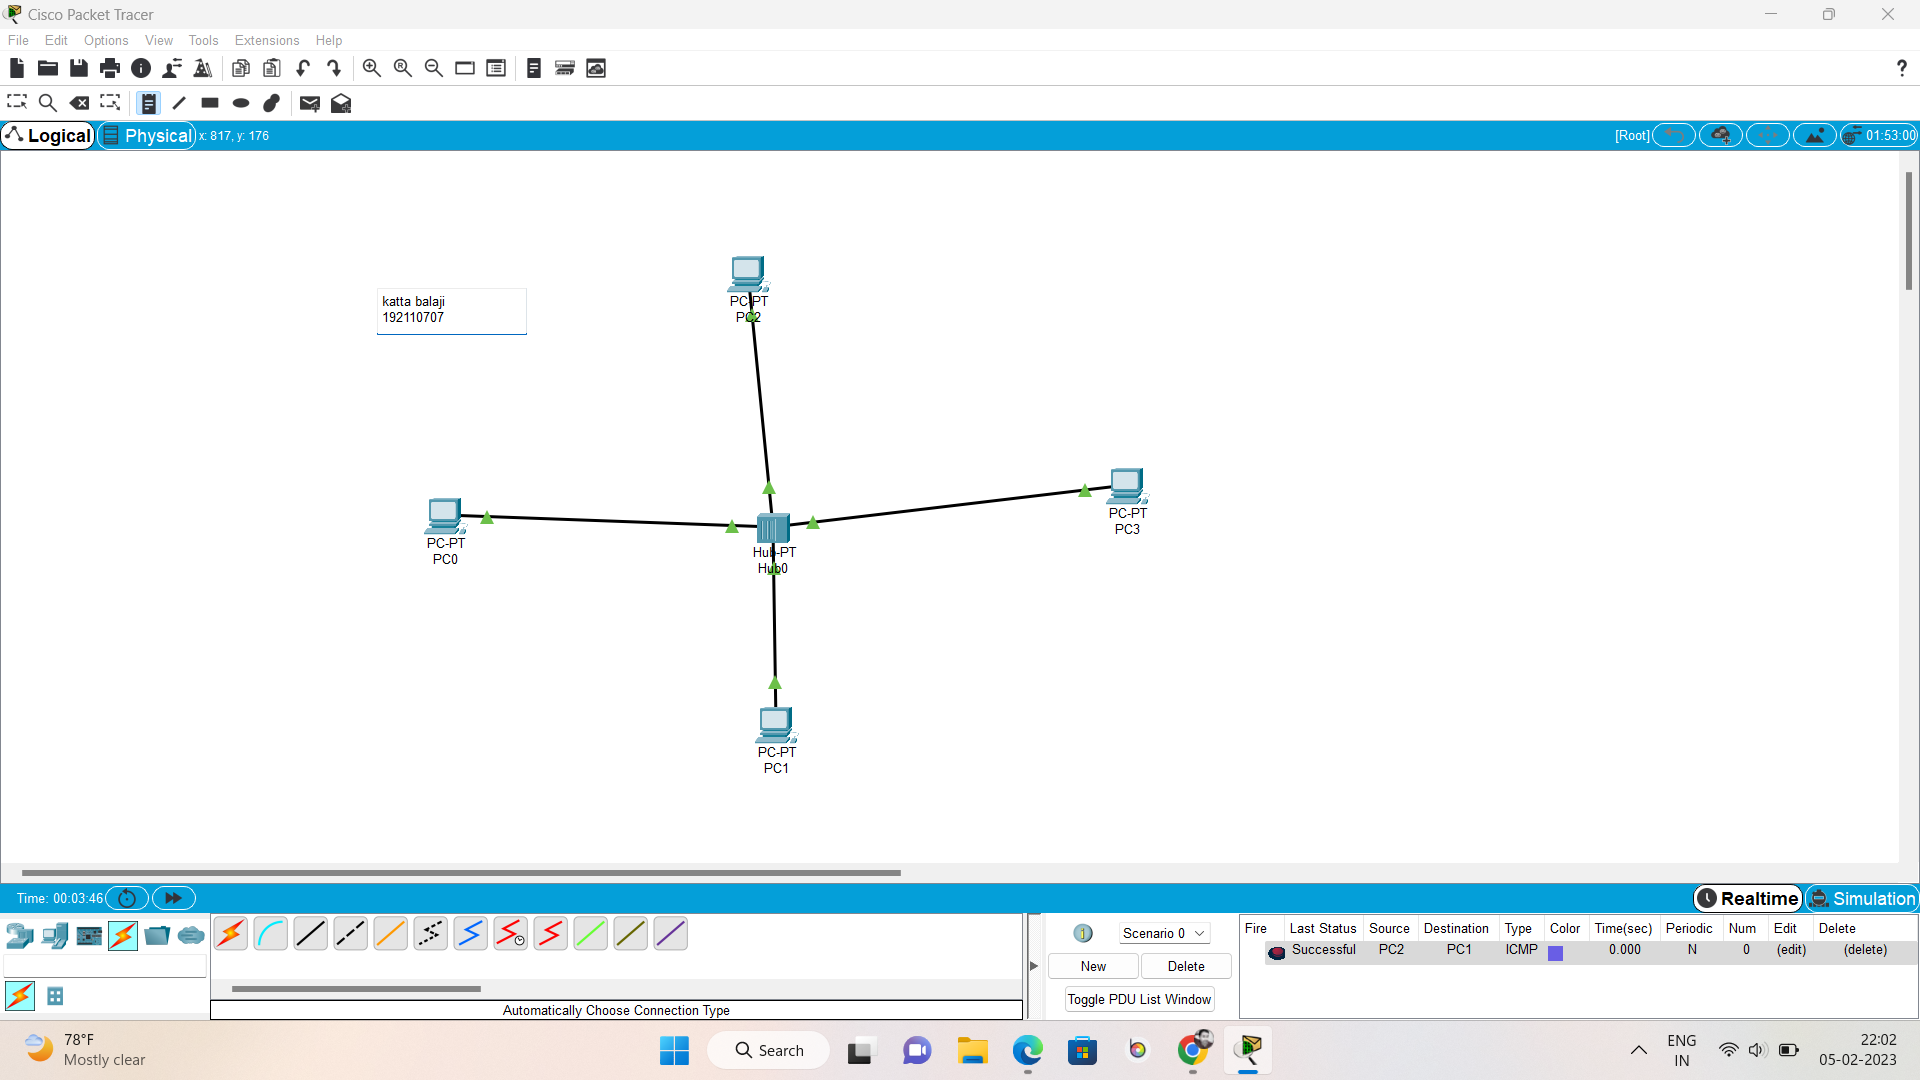 Cisco Packet Tracer
File Edit Options View Tools Extensions Help
?
Logical Physical x: 817, y: 176 [Root] 01:53:00
katta balaji
192110707
PC-PT
PC2
PC-PT
PC3
PC-PT
PC0
Hub-PT
Hub0
PC-PT
PC1
Time: 00:03:46 Realtime Simulation
Scenario 0
New Delete
Toggle PDU List Window
Fire Last Status Source Destination Type Color Time(sec) Periodic Num Edit Delete
Successful PC2 PC1 ICMP 0.000 N 0 (edit) (delete)
Automatically Choose Connection Type
78°F
Mostly clear
Search
ENG
IN
22:02
05-02-2023